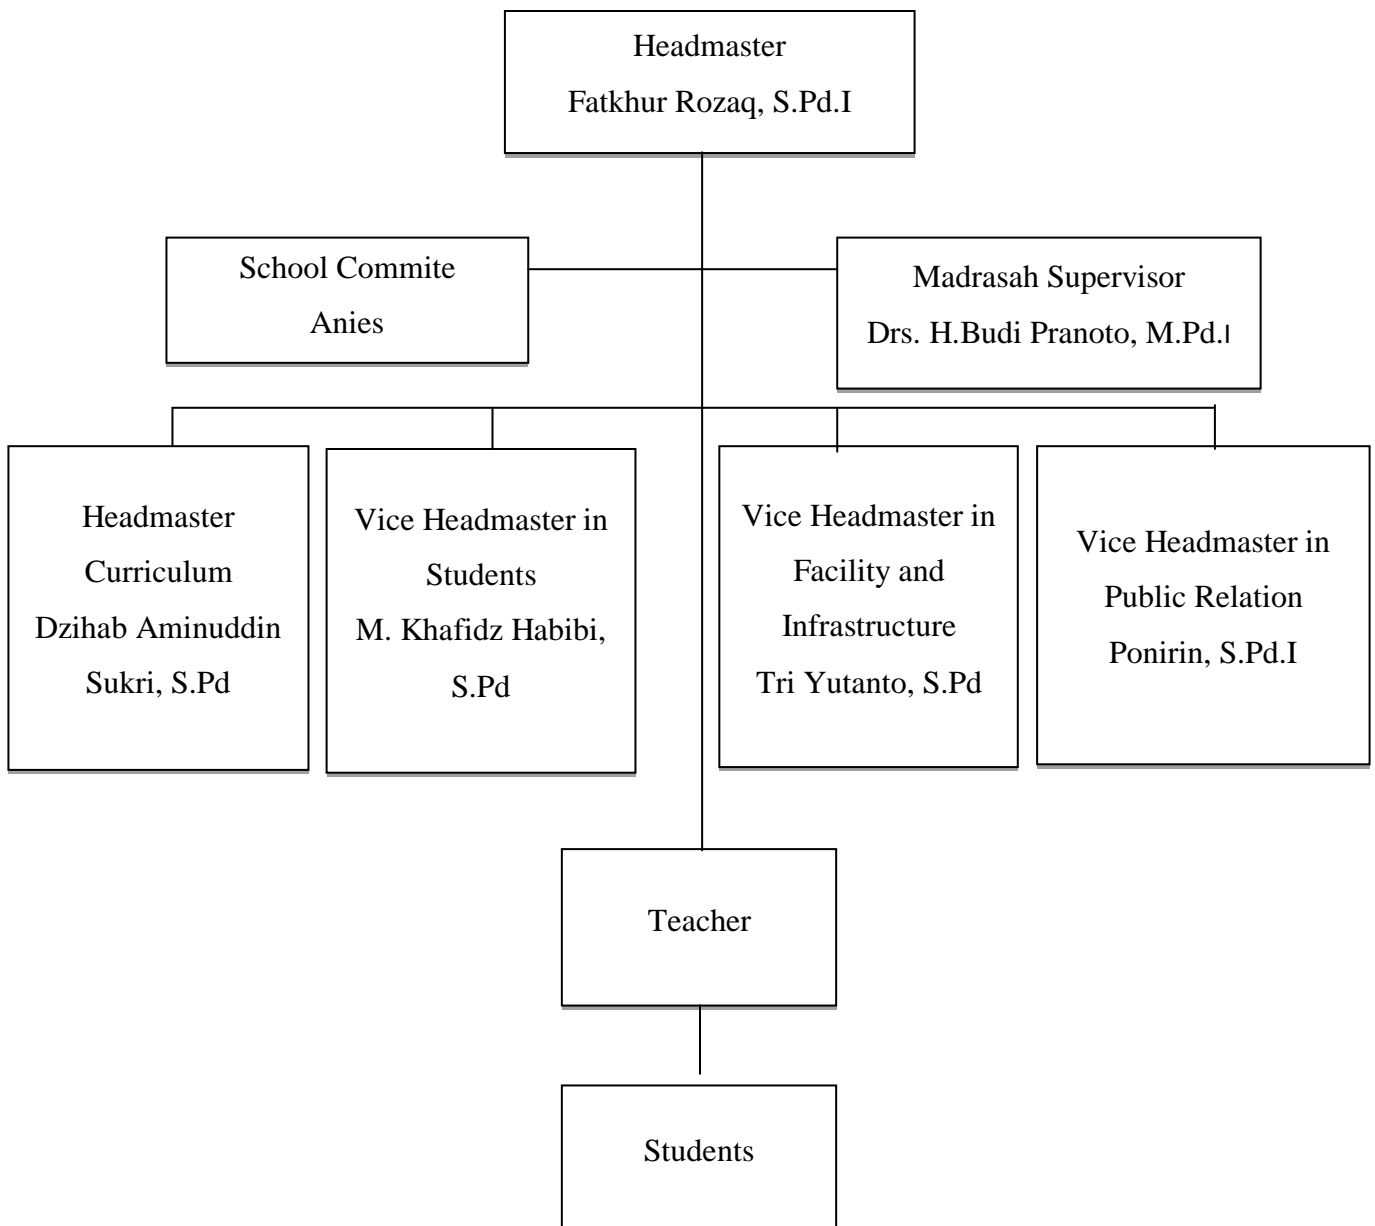 Headmaster
Fatkhur Rozaq, S.Pd.I
School Commite
Anies
Madrasah Supervisor
Drs. H.Budi Pranoto, M.Pd.I
Headmaster
Curriculum
Dzihab Aminuddin
Sukri, S.Pd
Vice Headmaster in
Students
M. Khafidz Habibi,
S.Pd
Vice Headmaster in
Facility and
Infrastructure
Tri Yutanto, S.Pd
Vice Headmaster in
Public Relation
Ponirin, S.Pd.I
Teacher
Students